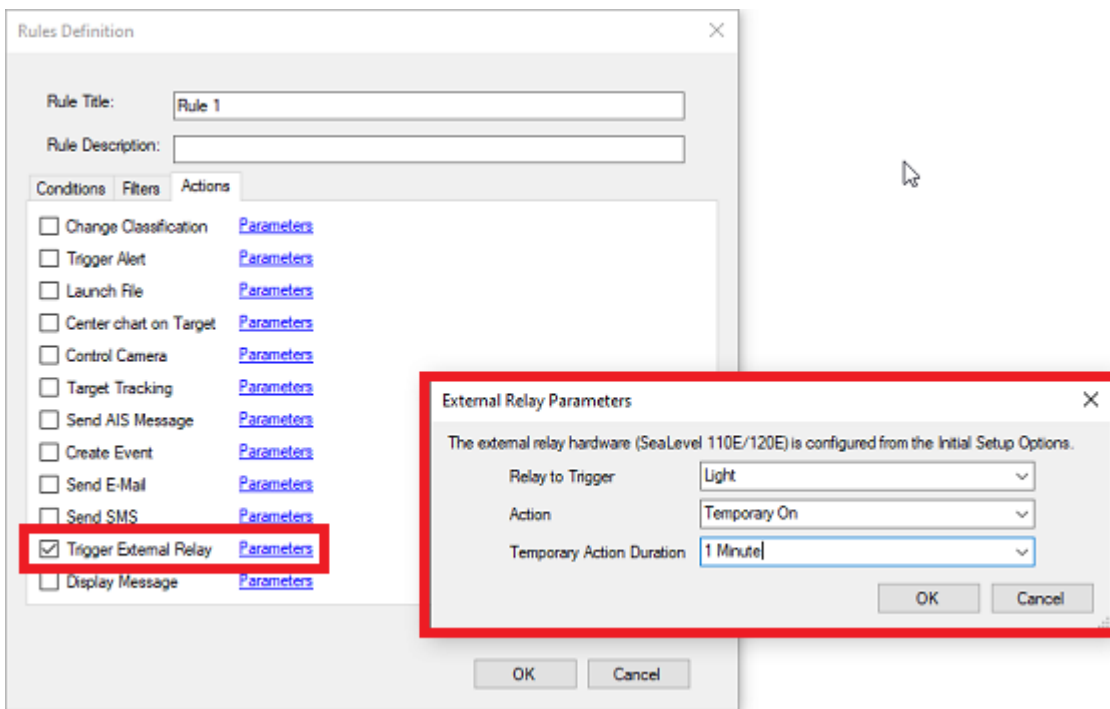 Rules Definition
Rule Title: Rule 1
Rule Description:
Conditions Filters Actions
Change Classification Parameters
Trigger Alert Parameters
Launch File Parameters
Center chart on Target Parameters
Control Camera Parameters
Target Tracking Parameters
Send AIS Message Parameters
Create Event Parameters
Send E-Mail Parameters
Send SMS Parameters
Trigger External Relay Parameters
Display Message Parameters
OK Cancel
External Relay Parameters
The external relay hardware (SeaLevel 110E/120E) is configured from the Initial Setup Options.
Relay to Trigger Light
Action Temporary On
Temporary Action Duration 1 Minute
OK Cancel